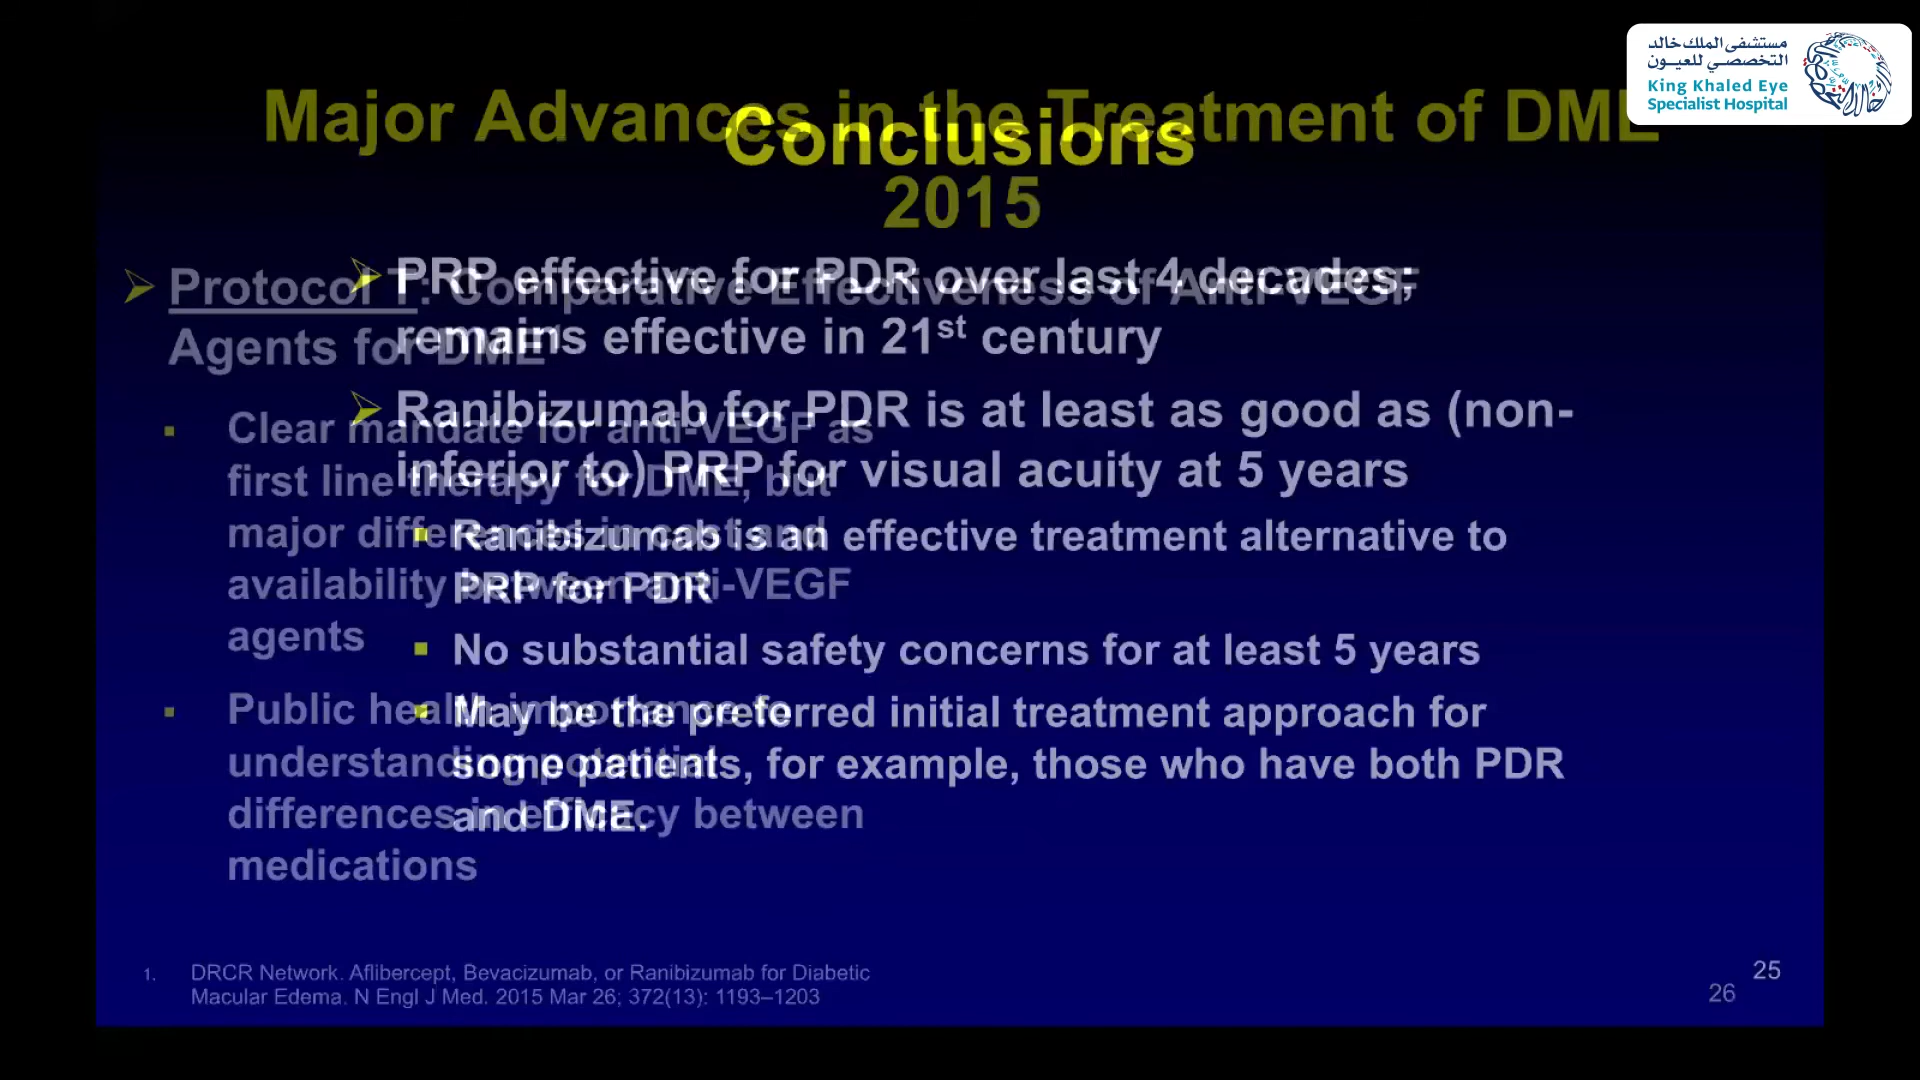 مستشفى الملك خالد
التخصصي للعيون
King Khaled Eye
Specialist Hospital
Conclusions
➢ PRP effective for PDR over last 4 decades;
remains effective in 21st century
➢ Ranibizumab for PDR is at least as good as (non-
inferior to) PRP for visual acuity at 5 years
▪ Ranibizumab is an effective treatment alternative to
PRP for PDR
▪ No substantial safety concerns for at least 5 years
▪ May be the preferred initial treatment approach for
some patients, for example, those who have both PDR
and DME.
25
Major Advances in the Treatment of DME
2015
➢ Protocol T: Comparative Effectiveness of Anti-VEGF
Agents for DME¹
▪ Clear mandate for anti-VEGF as
first line therapy for DME, but
major differences in cost and
availability between anti-VEGF
agents
▪ Public health importance to
understanding potential
differences in efficacy between
medications
1. DRCR Network. Aflibercept, Bevacizumab, or Ranibizumab for Diabetic
Macular Edema. N Engl J Med. 2015 Mar 26; 372(13): 1193–1203
26